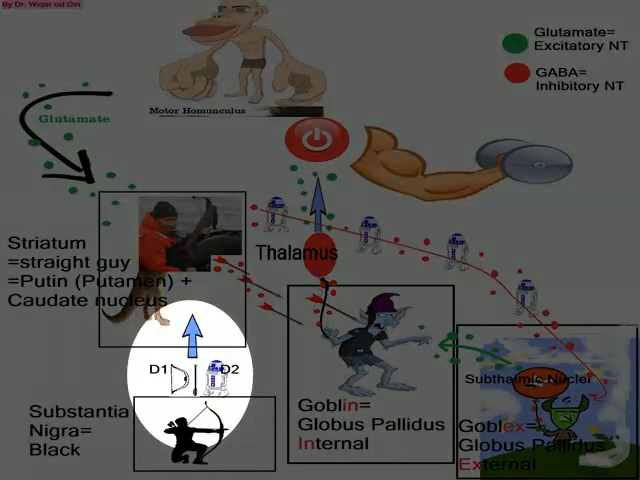 By Dr. Wiqar ud Din
Glutamate=
Excitatory NT
GABA=
Inhibitory NT
Motor Homunculus
Glutamate
Striatum
=straight guy
=Putin (Putamen) +
Caudate nucleus
Thalamus
D1
D2
Substantia
Nigra=
Black
Goblin=
Globus Pallidus
Internal
Subthalmic Nuclei
Goblex=
Globus Pallidus
External